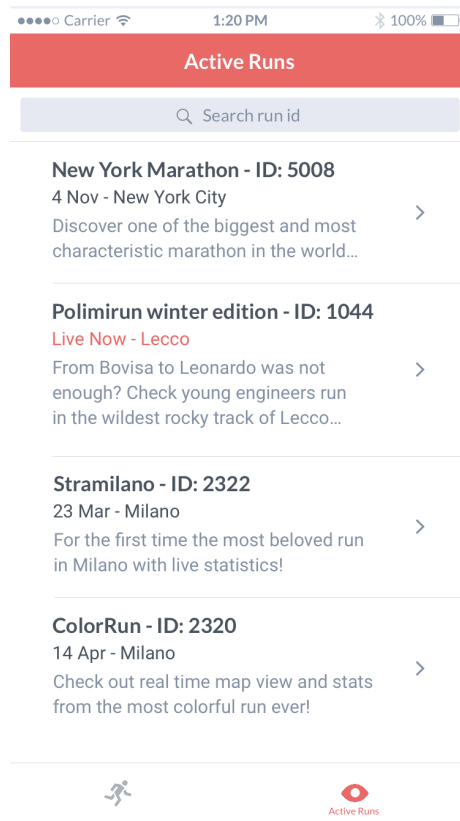 Carrier 1:20 PM 100%
Active Runs
Search run id
New York Marathon - ID: 5008
4 Nov - New York City
Discover one of the biggest and most
characteristic marathon in the world...
Polimirun winter edition - ID: 1044
Live Now - Lecco
From Bovisa to Leonardo was not
enough? Check young engineers run
in the wildest rocky track of Lecco...
Stramilano - ID: 2322
23 Mar - Milano
For the first time the most beloved run
in Milano with live statistics!
ColorRun - ID: 2320
14 Apr - Milano
Check out real time map view and stats
from the most colorful run ever!
Active Runs